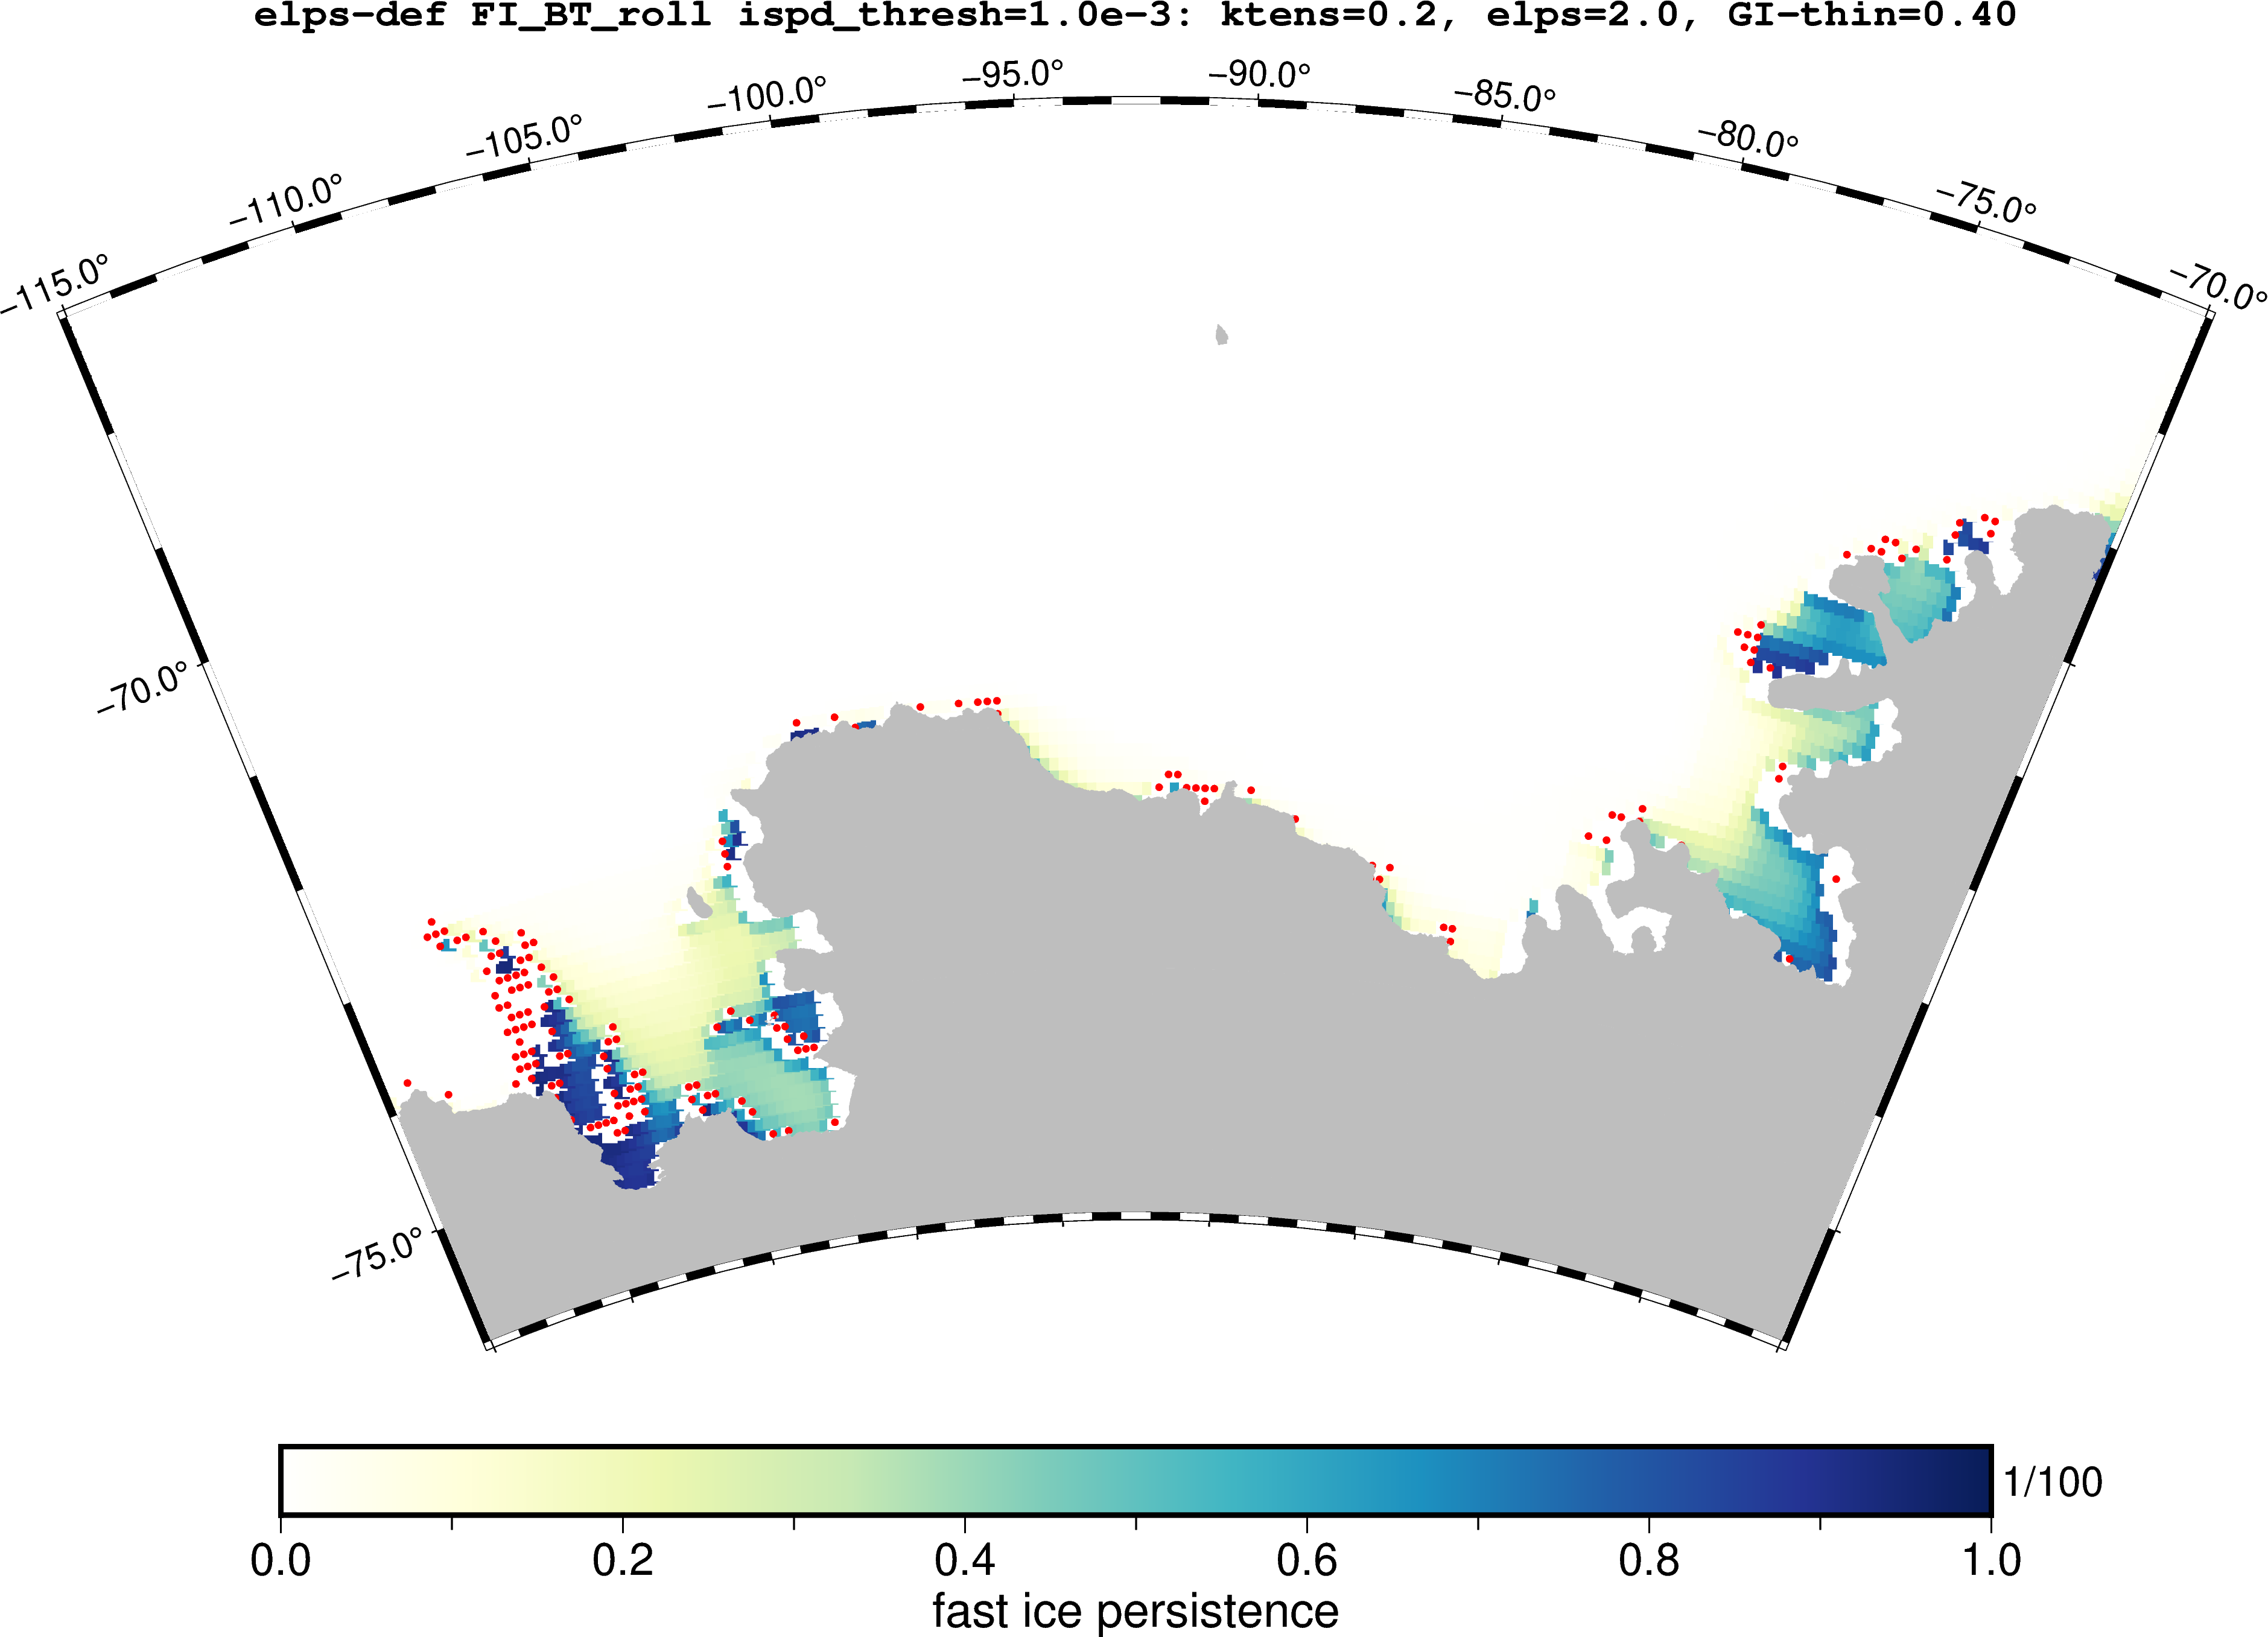 elps-def FI_BT_roll ispd_thresh=1.0e-3: ktens=0.2, elps=2.0, GI-thin=0.40
−95.0° −90.0°
−100.0° −85.0°
−105.0° −80.0°
−110.0° −75.0°
−115.0° −70.0°
−70.0°
−75.0°
1/100
0.0 0.2 0.4 0.6 0.8 1.0
fast ice persistence